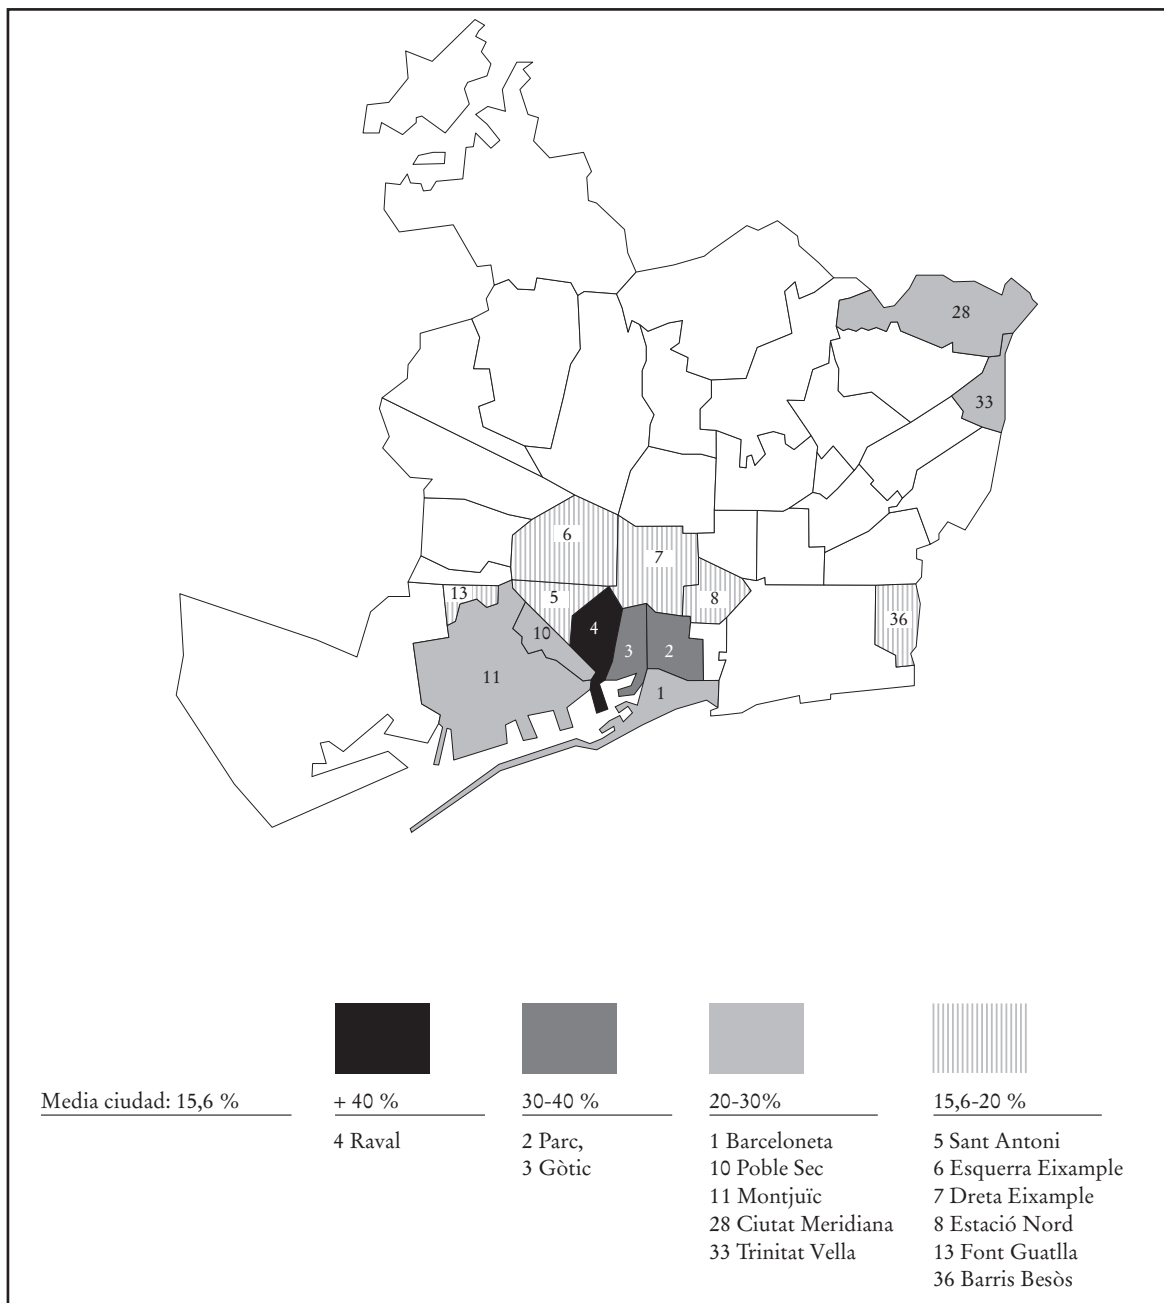 28
33
6
7
13
5
8
36
10
4
3
2
11
1
Media ciudad: 15,6 %
+ 40 %
30-40 %
20-30%
15,6-20 %
4 Raval
2 Parc,
3 Gòtic
1 Barceloneta
10 Poble Sec
11 Montjuïc
28 Ciutat Meridiana
33 Trinitat Vella
5 Sant Antoni
6 Esquerra Eixample
7 Dreta Eixample
8 Estació Nord
13 Font Guatlla
36 Barris Besòs